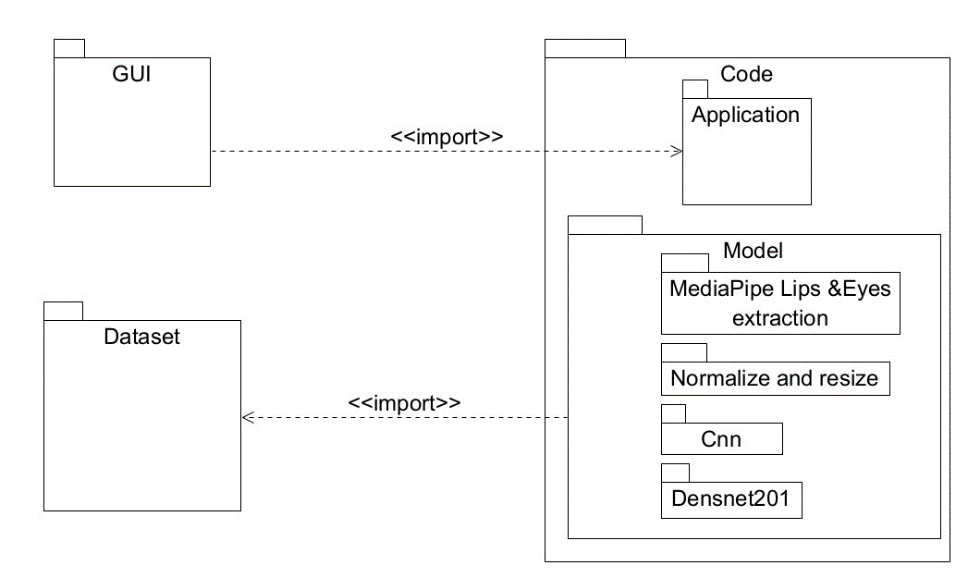 GUI
Code
Application
<<import>>
Model
MediaPipe Lips &Eyes
extraction
Dataset
Normalize and resize
<<import>>
Cnn
Densnet201